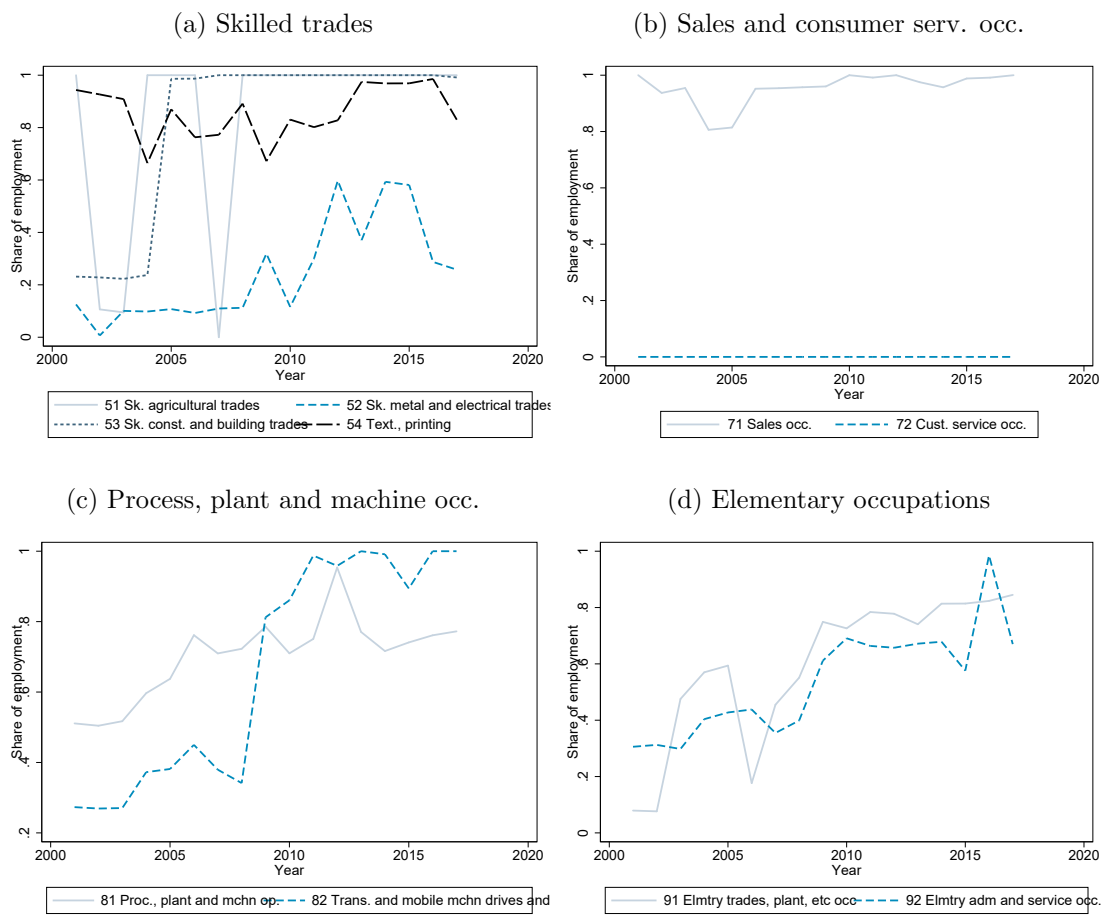 (a) Skilled trades
Share of employment
0 .2 .4 .6 .8 1
2000 2005 2010 2015 2020
Year
51 Sk. agricultural trades 52 Sk. metal and electrical trades
53 Sk. const. and building trades 54 Text., printing
(b) Sales and consumer serv. occ.
Share of employment
0 .2 .4 .6 .8 1
2000 2005 2010 2015 2020
Year
71 Sales occ. 72 Cust. service occ.
(c) Process, plant and machine occ.
Share of employment
.2 .4 .6 .8 1
2000 2005 2010 2015 2020
Year
81 Proc., plant and mchn op. 82 Trans. and mobile mchn drives and
(d) Elementary occupations
Share of employment
0 .2 .4 .6 .8 1
2000 2005 2010 2015 2020
Year
91 Elmtry trades, plant, etc occ 92 Elmtry adm and service occ.